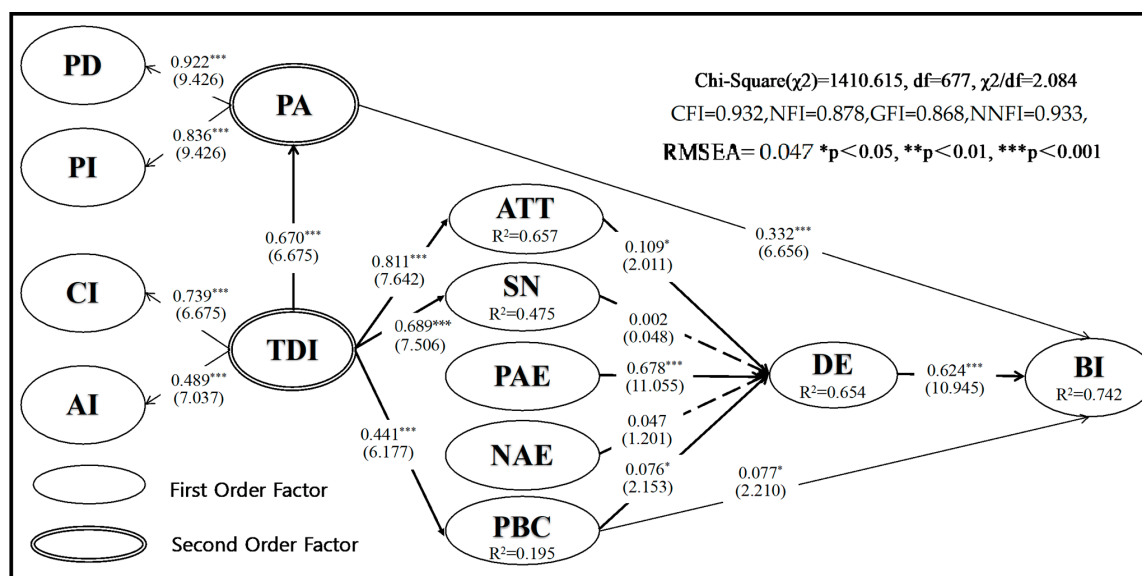 PD
0.922***
(9.426)
PA
0.836***
(9.426)
PI
Chi-Square(χ2)=1410.615, df=677, χ2/df=2.084
CFI=0.932,NFI=0.878,GFI=0.868,NNFI=0.933,
RMSEA=0.047 *p<0.05, **p<0.01, ***p<0.001
0.670***
(6.675)
CI
0.739***
(6.675)
TDI
0.489***
(7.037)
AI
0.811***
(7.642)
0.689***
(7.506)
0.441***
(6.177)
ATT
R²=0.657
SN
R²=0.475
PAE
NAE
PBC
R²=0.195
0.109*
(2.011)
0.002
(0.048)
0.678***
(11.055)
0.047
(1.201)
0.076*
(2.153)
0.332***
(6.656)
DE
R²=0.654
0.624***
(10.945)
BI
R²=0.742
0.077*
(2.210)
First Order Factor
Second Order Factor